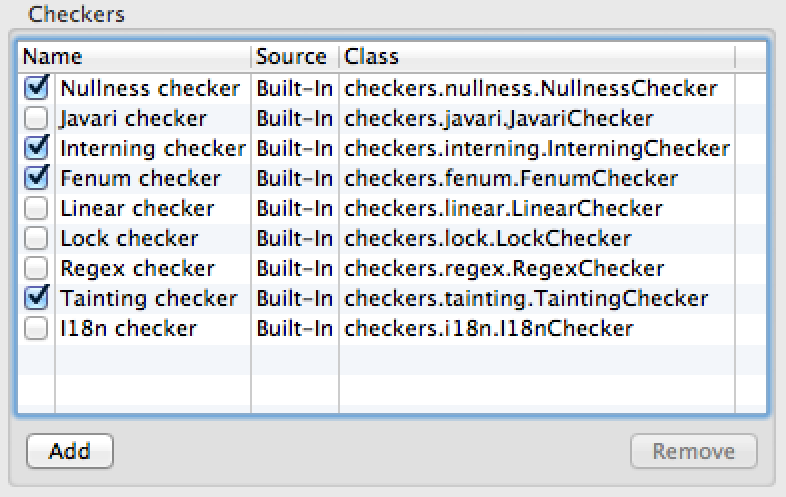 Checkers
Name Source Class
Nullness checker Built-In checkers.nullness.NullnessChecker
Javari checker Built-In checkers.javari.JavariChecker
Interning checker Built-In checkers.interning.InterningChecker
Fenum checker Built-In checkers.fenum.FenumChecker
Linear checker Built-In checkers.linear.LinearChecker
Lock checker Built-In checkers.lock.LockChecker
Regex checker Built-In checkers.regex.RegexChecker
Tainting checker Built-In checkers.tainting.TaintingChecker
I18n checker Built-In checkers.i18n.I18nChecker
Add Remove